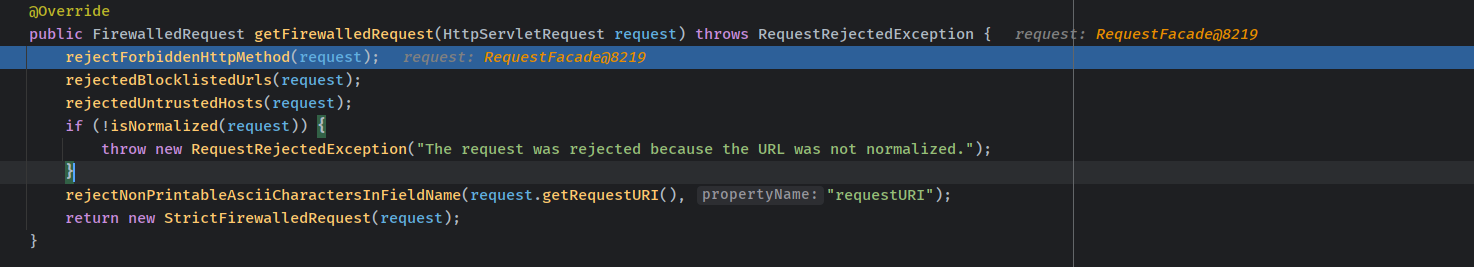 @Override
public FirewalledRequest getFirewalledRequest(HttpServletRequest request) throws RequestRejectedException {   request: RequestFacade@8219
    rejectForbiddenHttpMethod(request);   request: RequestFacade@8219
    rejectedBlocklistedUrls(request);
    rejectedUntrustedHosts(request);
    if (!isNormalized(request)) {
        throw new RequestRejectedException("The request was rejected because the URL was not normalized.");
    }
    rejectNonPrintableAsciiCharactersInFieldName(request.getRequestURI(), propertyName: "requestURI");
    return new StrictFirewalledRequest(request);
}